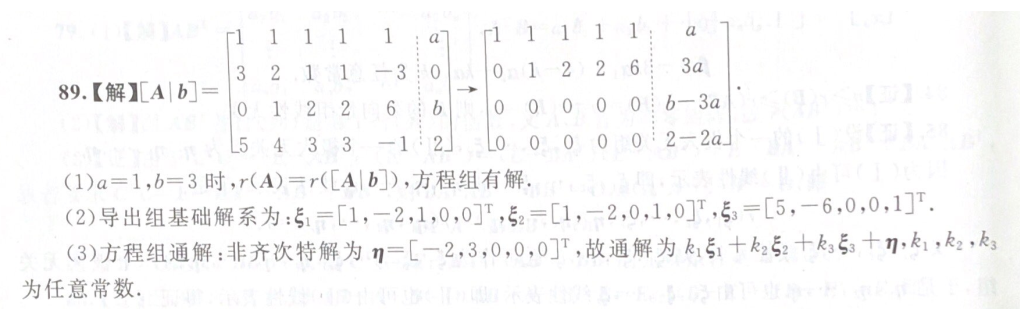 89.【解】[A|b]=[1 1 1 1 1 a; 3 2 1 1 -3 0; 0 1 2 2 6 b; 5 4 3 3 -1 2]→[1 1 1 1 1 a; 0 1 2 2 6 3a; 0 0 0 0 0 b-3a; 0 0 0 0 0 2-2a].
(1)a=1,b=3时,r(A)=r([A|b]),方程组有解.
(2)导出组基础解系为:ξ₁=[1,-2,1,0,0]ᵀ,ξ₂=[1,-2,0,1,0]ᵀ,ξ₃=[5,-6,0,0,1]ᵀ.
(3)方程组通解:非齐次特解为 η=[-2,3,0,0,0]ᵀ,故通解为 k₁ξ₁+k₂ξ₂+k₃ξ₃+η,k₁,k₂,k₃
为任意常数.